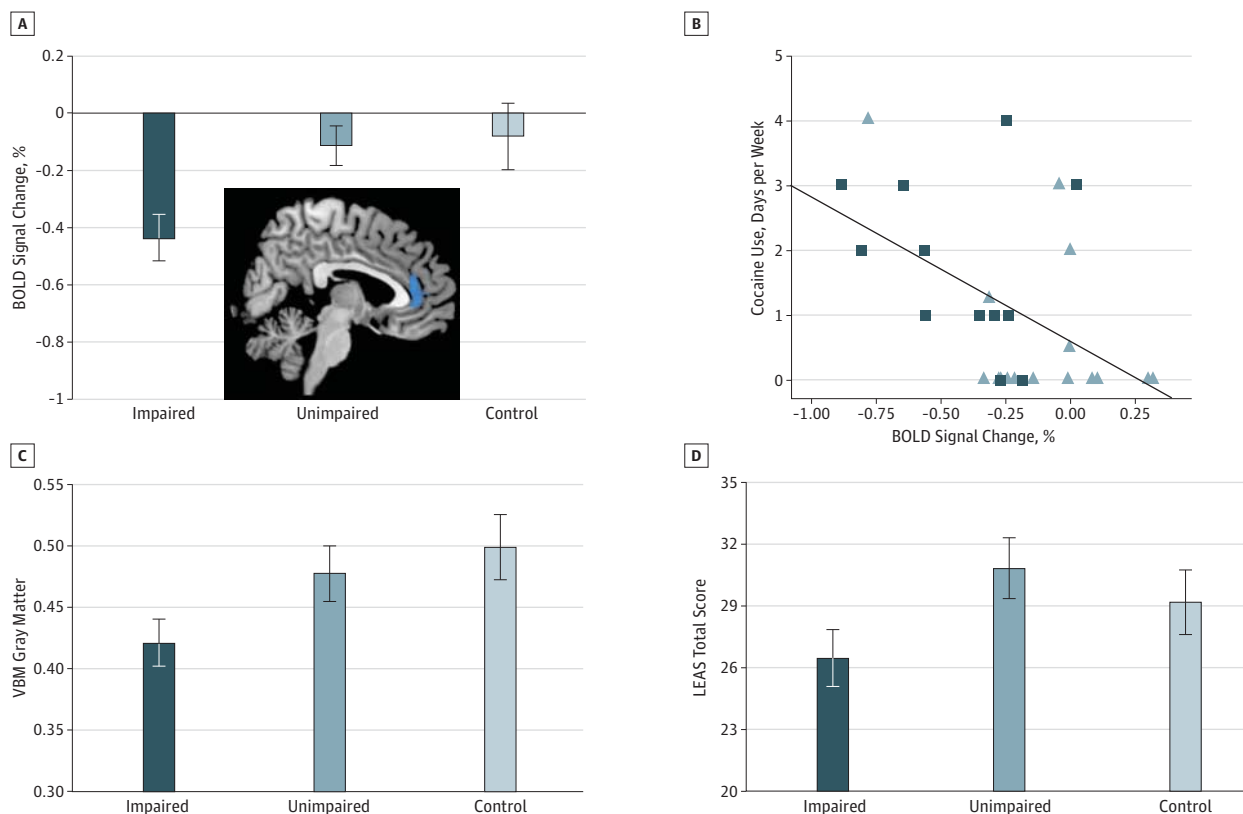 A
0.2
0
-0.2
-0.4
-0.6
-0.8
-1
BOLD Signal Change, %
Impaired Unimpaired Control
B
5
4
3
2
1
0
Cocaine Use, Days per Week
-1.00 -0.75 -0.50 -0.25 0.00 0.25
BOLD Signal Change, %
C
0.55
0.50
0.45
0.40
0.35
0.30
VBM Gray Matter
Impaired Unimpaired Control
D
35
32
29
26
23
20
LEAS Total Score
Impaired Unimpaired Control